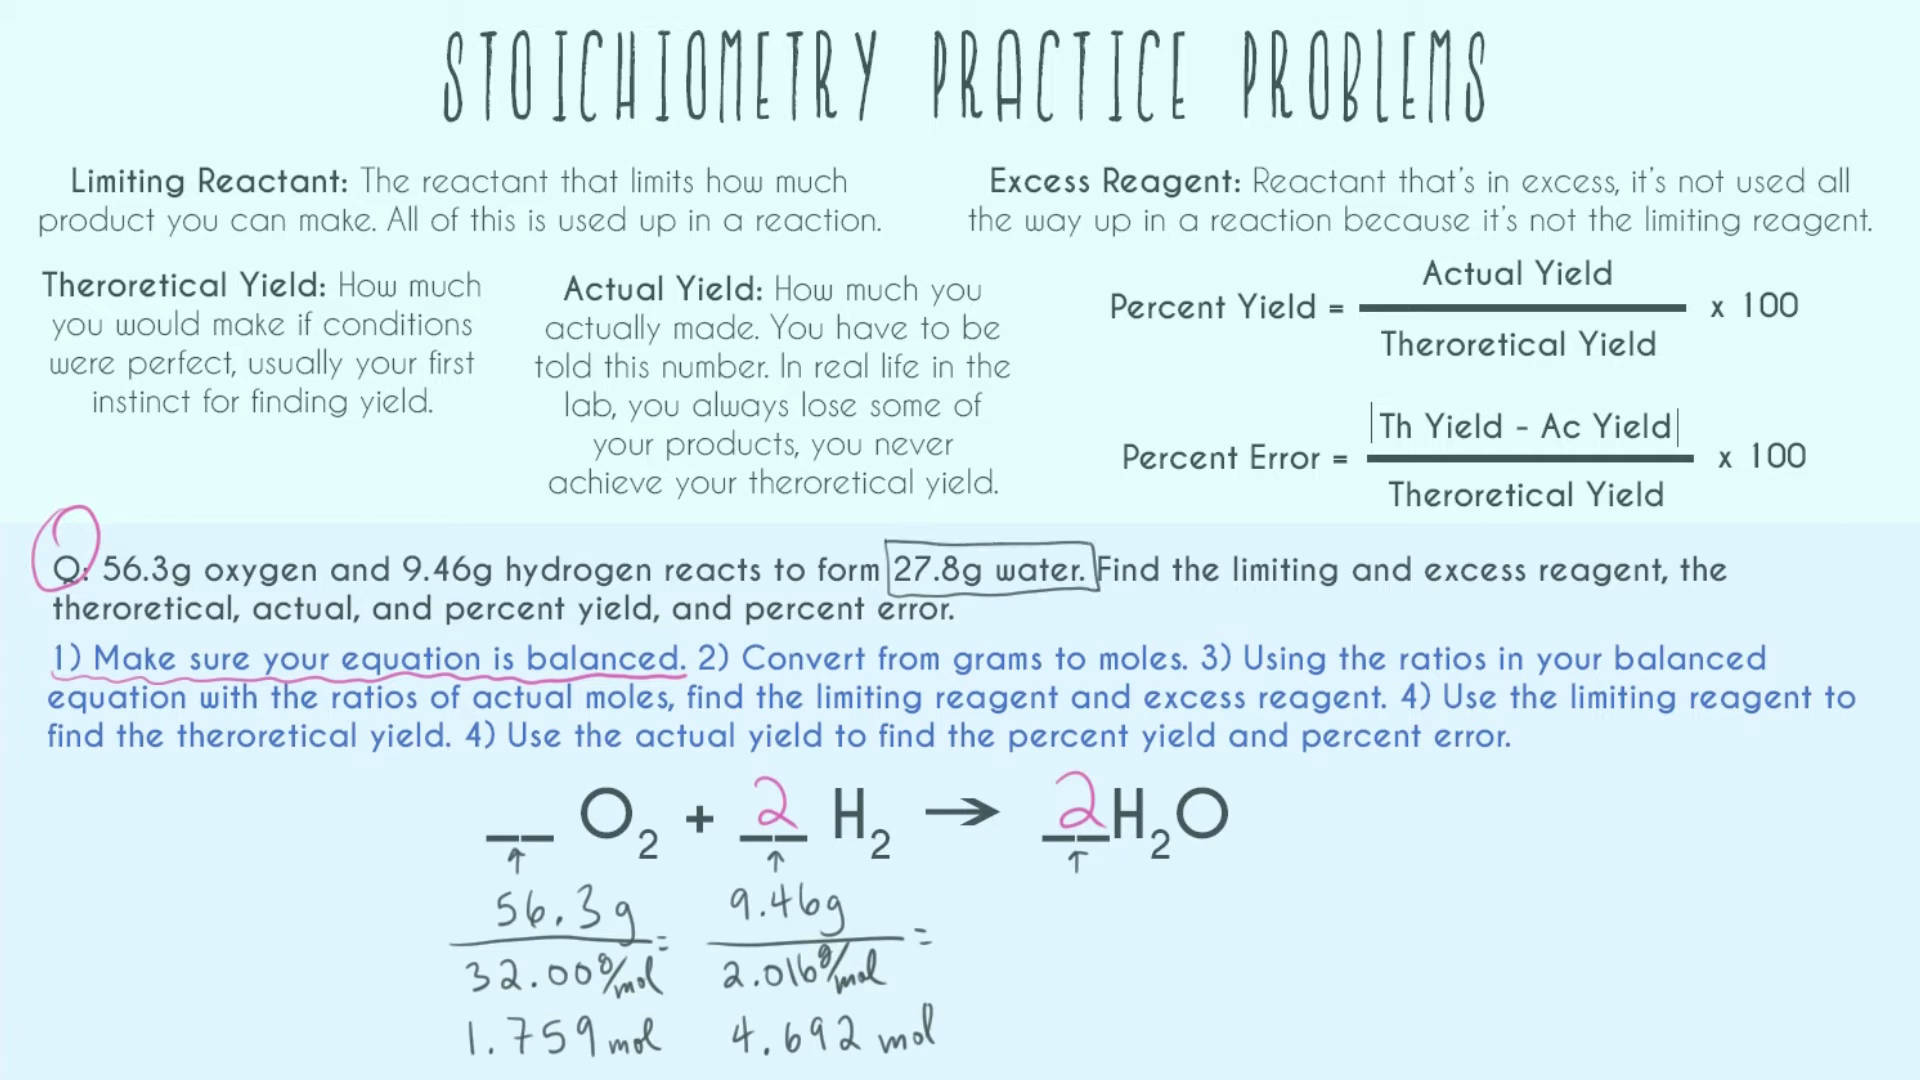 STOICHIOMETRY PRACTICE PROBLEMS
Limiting Reactant: The reactant that limits how much
product you can make. All of this is used up in a reaction.
Excess Reagent: Reactant that's in excess, it's not used all
the way up in a reaction because it's not the limiting reagent.
Theroretical Yield: How much
you would make if conditions
were perfect, usually your first
instinct for finding yield.
Actual Yield: How much you
actually made. You have to be
told this number. In real life in the
lab, you always lose some of
your products, you never
achieve your theroretical yield.
Actual Yield
Percent Yield = x 100
Theroretical Yield
|Th Yield - Ac Yield|
Percent Error = x 100
Theroretical Yield
Q: 56.3g oxygen and 9.46g hydrogen reacts to form 27.8g water. Find the limiting and excess reagent, the
theroretical, actual, and percent yield, and percent error.
1) Make sure your equation is balanced. 2) Convert from grams to moles. 3) Using the ratios in your balanced
equation with the ratios of actual moles, find the limiting reagent and excess reagent. 4) Use the limiting reagent to
find the theroretical yield. 4) Use the actual yield to find the percent yield and percent error.
__ O₂ + 2 H₂ → 2 H₂O
↑ ↑ ↑
56.3g 9.46g
= =
32.00g/mol 2.016g/mol
1.759mol 4.692 mol